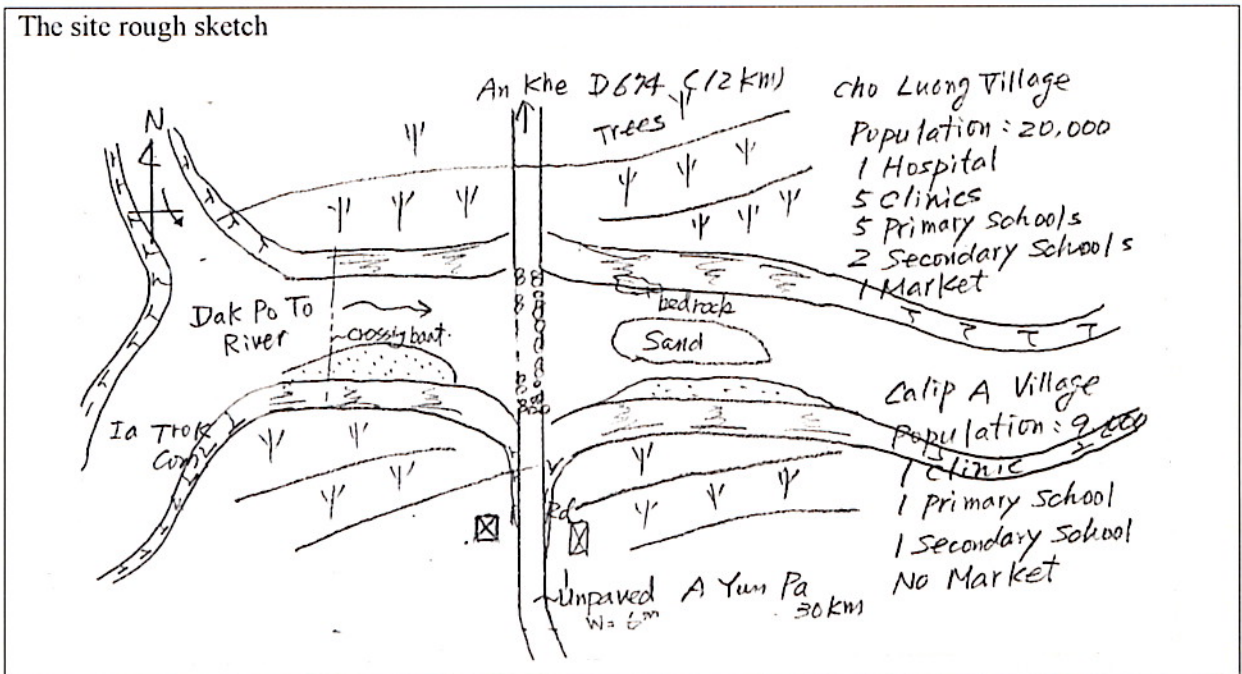 The site rough sketch
An Khe D674 (12 km)
Trees
Cho Luong Village
Population : 20,000
1 Hospital
5 Clinics
5 Primary Schools
2 Secondary Schools
1 Market
N
Dak Po To
River
crossig boat.
bedrock
Sand
Ia Trok
Com
Calip A Village
Population : 9,000
1 Clinic
1 Primary School
1 Secondary School
No Market
Rd
Unpaved
W= 6m
A Yun Pa
30 km